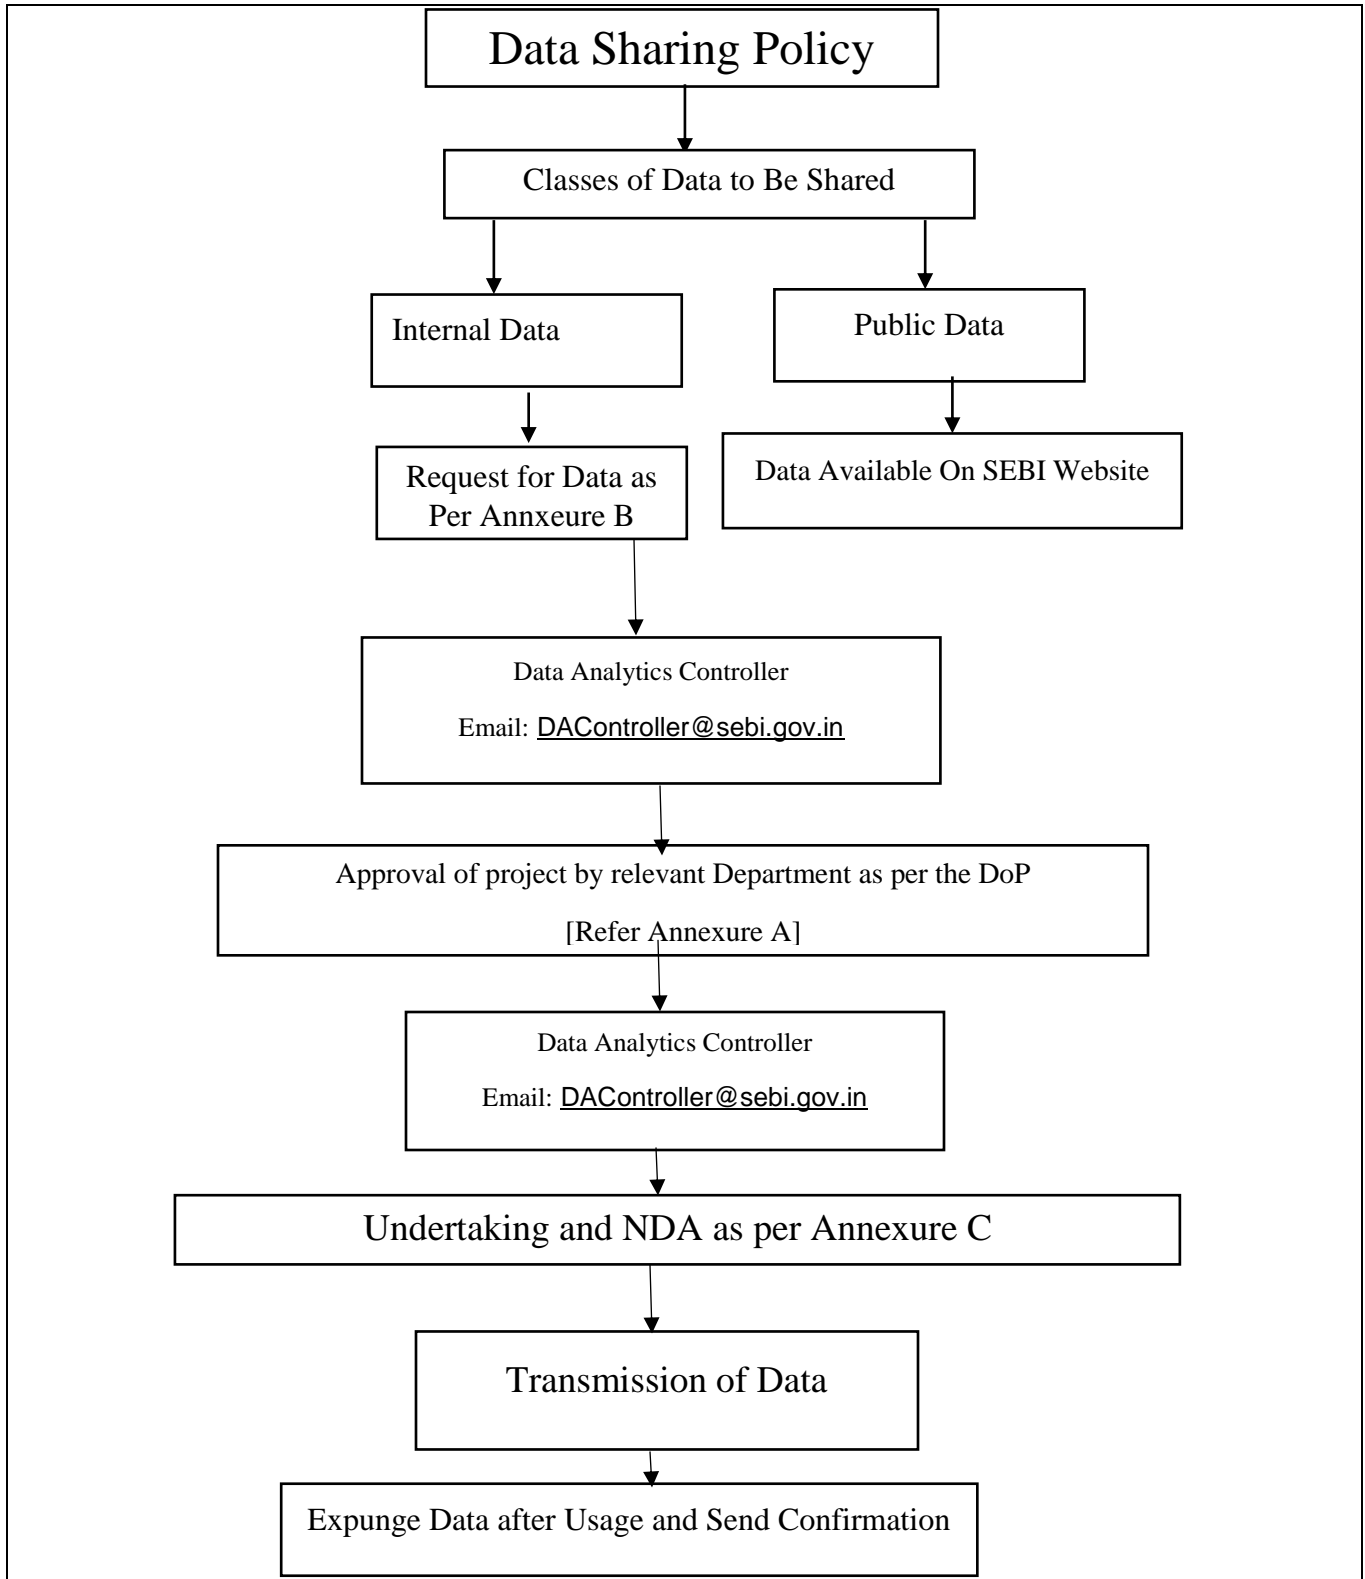 Data Sharing Policy
Classes of Data to Be Shared
Internal Data
Public Data
Request for Data as
Per Annxeure B
Data Available On SEBI Website
Data Analytics Controller
Email: DAController@sebi.gov.in
Approval of project by relevant Department as per the DoP
[Refer Annexure A]
Data Analytics Controller
Email: DAController@sebi.gov.in
Undertaking and NDA as per Annexure C
Transmission of Data
Expunge Data after Usage and Send Confirmation